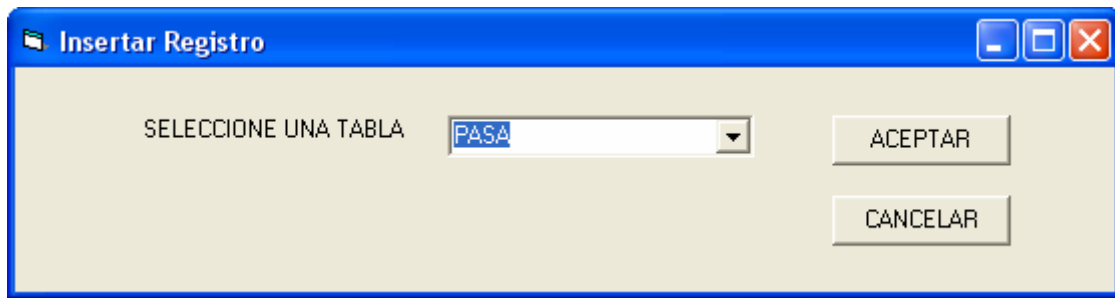 Insertar Registro
SELECCIONE UNA TABLA
PASA
ACEPTAR
CANCELAR